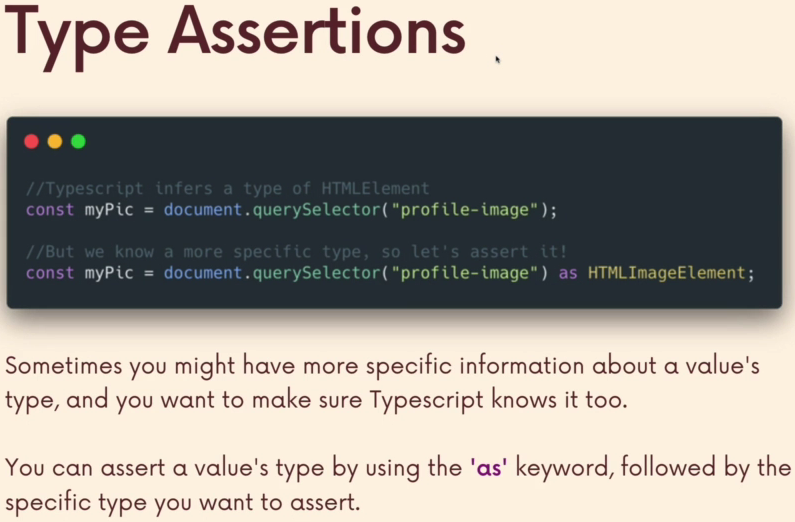 Type Assertions
//Typescript infers a type of HTMLElement
const myPic = document.querySelector("profile-image");
//But we know a more specific type, so let's assert it!
const myPic = document.querySelector("profile-image") as HTMLImageElement;
Sometimes you might have more specific information about a value's
type, and you want to make sure Typescript knows it too.
You can assert a value's type by using the 'as' keyword, followed by the
specific type you want to assert.